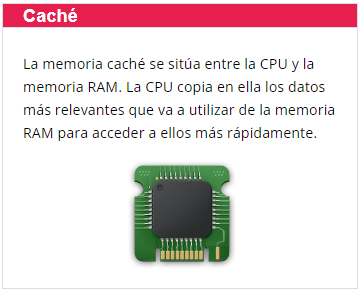 Caché
La memoria caché se sitúa entre la CPU y la
memoria RAM. La CPU copia en ella los datos
más relevantes que va a utilizar de la memoria
RAM para acceder a ellos más rápidamente.